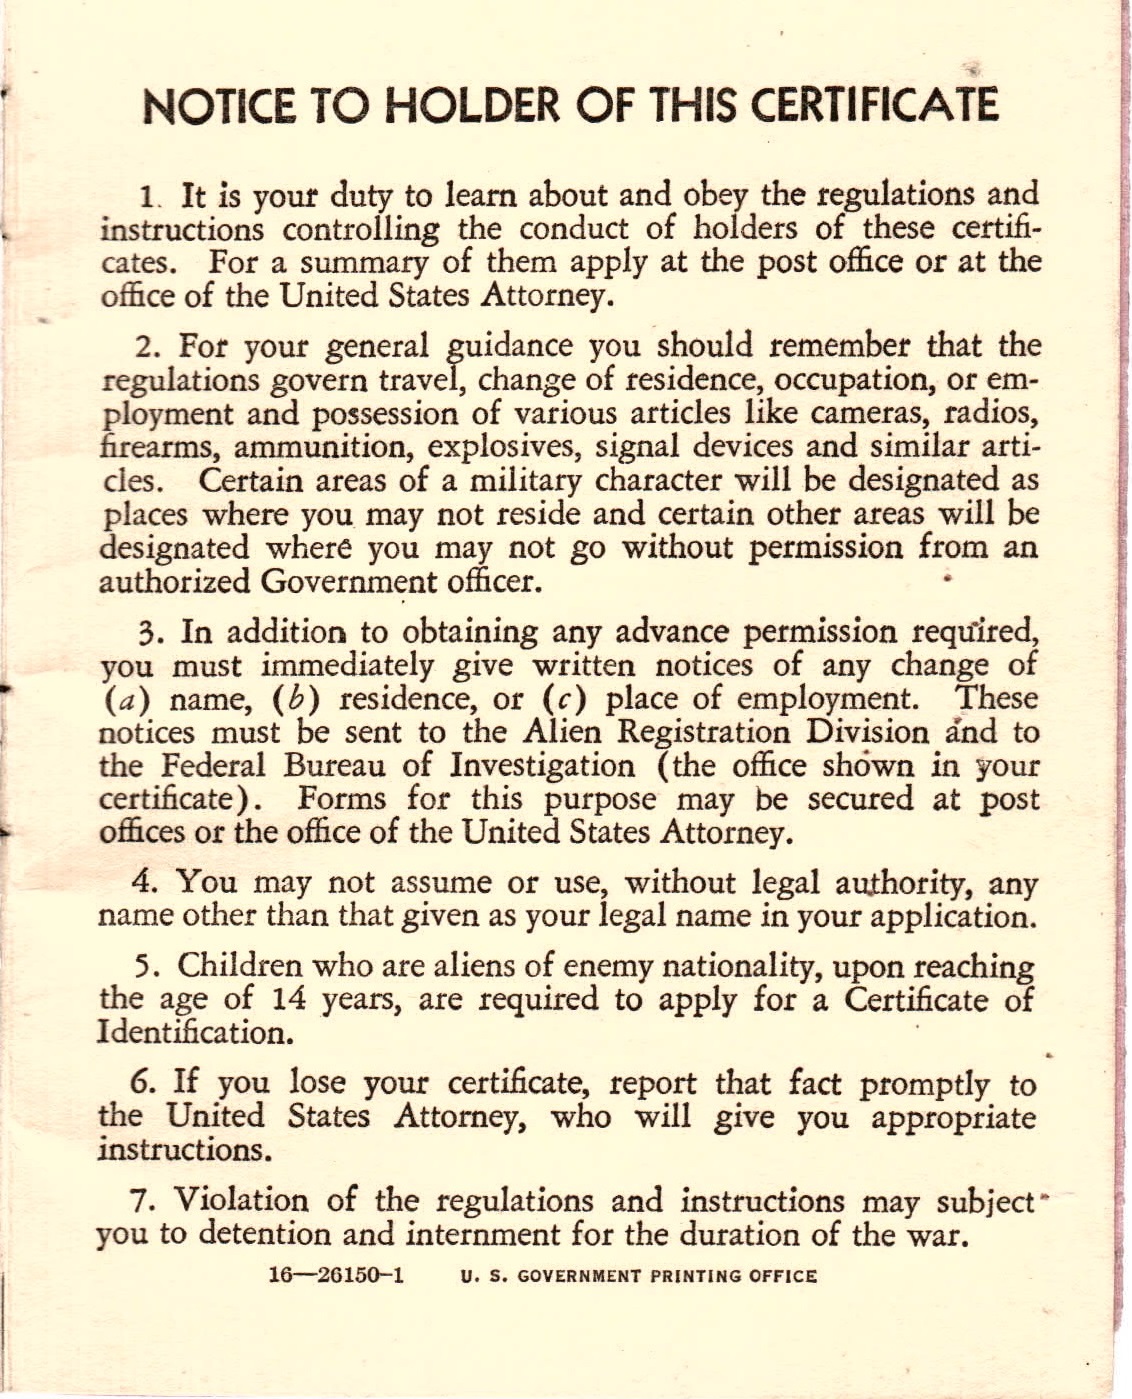 NOTICE TO HOLDER OF THIS CERTIFICATE
1. It is your duty to learn about and obey the regulations and
instructions controlling the conduct of holders of these certifi-
cates. For a summary of them apply at the post office or at the
office of the United States Attorney.
2. For your general guidance you should remember that the
regulations govern travel, change of residence, occupation, or em-
ployment and possession of various articles like cameras, radios,
firearms, ammunition, explosives, signal devices and similar arti-
cles. Certain areas of a military character will be designated as
places where you may not reside and certain other areas will be
designated where you may not go without permission from an
authorized Government officer.
3. In addition to obtaining any advance permission required,
you must immediately give written notices of any change of
(a) name, (b) residence, or (c) place of employment. These
notices must be sent to the Alien Registration Division and to
the Federal Bureau of Investigation (the office shown in your
certificate). Forms for this purpose may be secured at post
offices or the office of the United States Attorney.
4. You may not assume or use, without legal authority, any
name other than that given as your legal name in your application.
5. Children who are aliens of enemy nationality, upon reaching
the age of 14 years, are required to apply for a Certificate of
Identification.
6. If you lose your certificate, report that fact promptly to
the United States Attorney, who will give you appropriate
instructions.
7. Violation of the regulations and instructions may subject
you to detention and internment for the duration of the war.
16—26150-1 U. S. GOVERNMENT PRINTING OFFICE